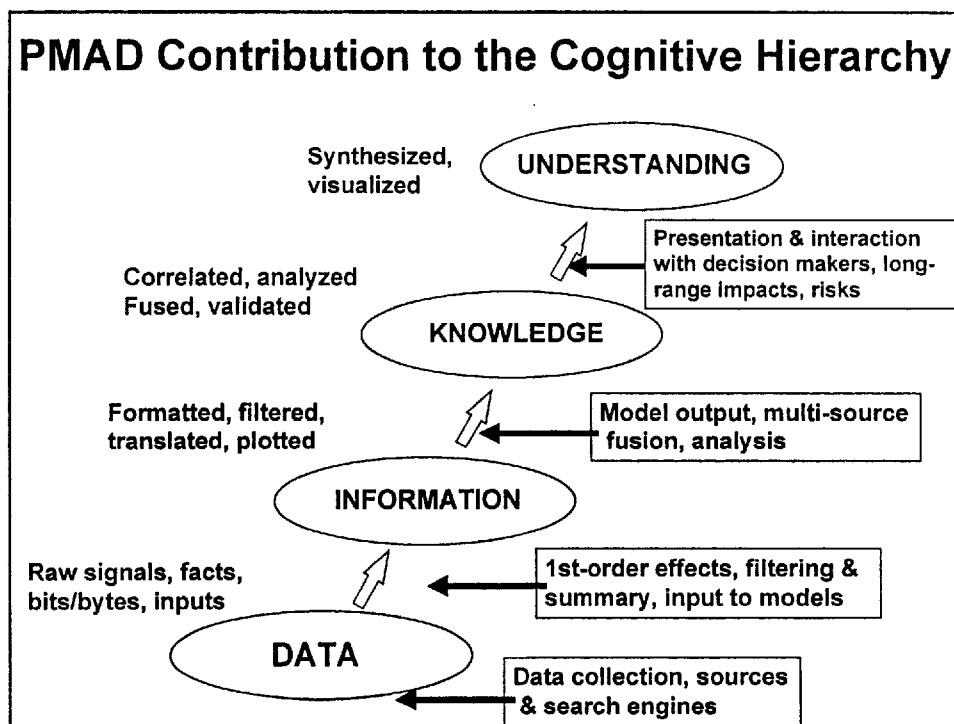 PMAD Contribution to the Cognitive Hierarchy
Synthesized,
visualized
UNDERSTANDING
Presentation & interaction
with decision makers, long-
range impacts, risks
Correlated, analyzed
Fused, validated
KNOWLEDGE
Formatted, filtered,
translated, plotted
Model output, multi-source
fusion, analysis
INFORMATION
Raw signals, facts,
bits/bytes, inputs
1st-order effects, filtering &
summary, input to models
DATA
Data collection, sources
& search engines